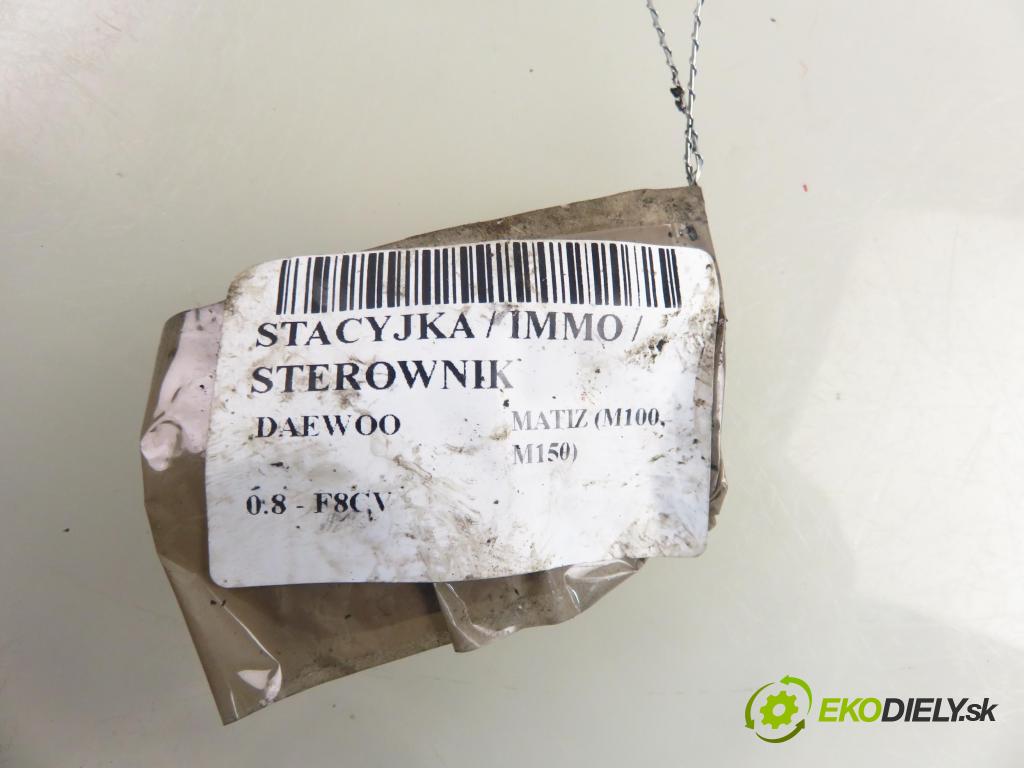 STACYJKA / IMMO /
STEROWNIK
DAEWOO MATIZ (M100,
M150)
0.8 - F8CV
EKODIELY.sk